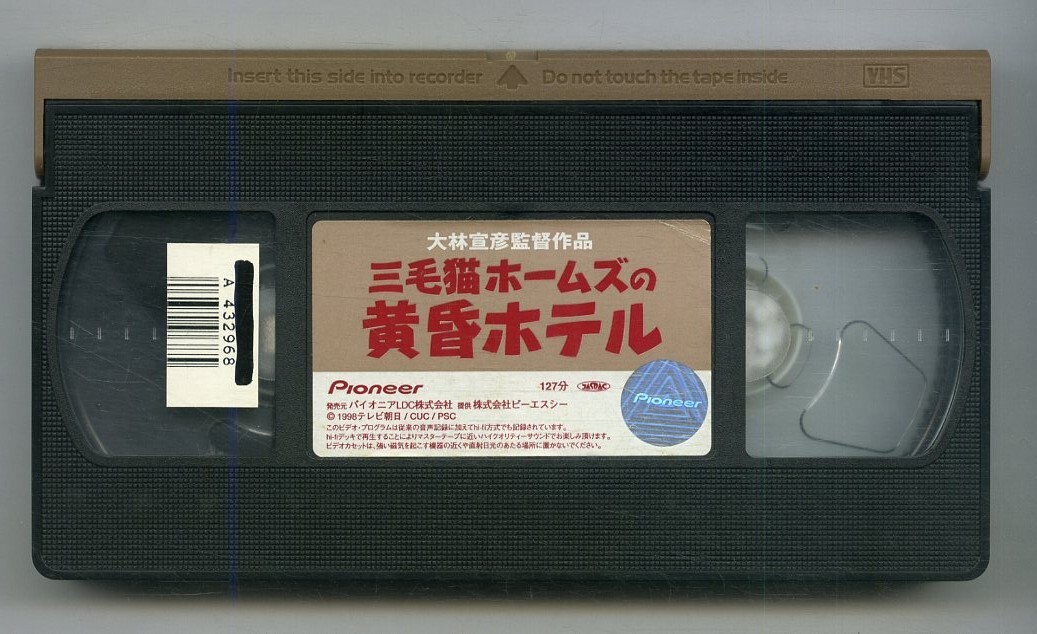 Insert this side into recorder Do not touch the tape inside VHS
大林宣彦監督作品
三毛猫ホームズの
黄昏ホテル
Pioneer 127分 JASRAC
発売元 パイオニアLDC株式会社 提供 株式会社ピーエスシー
© 1998テレビ朝日 / CUC / PSC
このビデオ・プログラムは従来の音声記録に加えてhi-fi方式でも記録されています。
hi-fiデッキで再生することによりマスターテープに近いハイクオリティーサウンドでお楽しみ頂けます。
ビデオカセットは、強い磁気を起こす機器の近くや直射日光のあたる場所に置かないでください。
Pioneer
A 432968